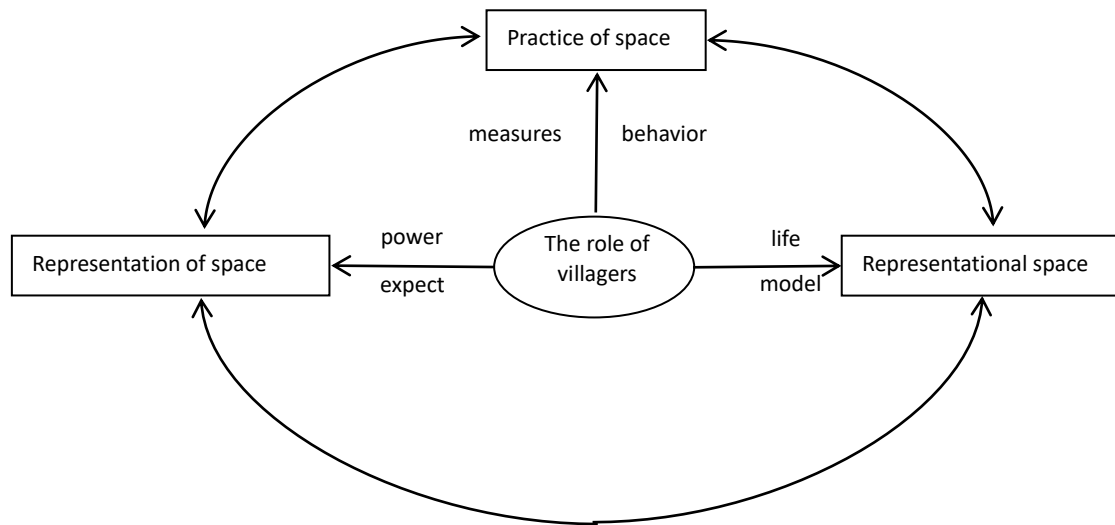 Practice of space
measures behavior
The role of
villagers
power
expect
Representation of space
life
model
Representational space